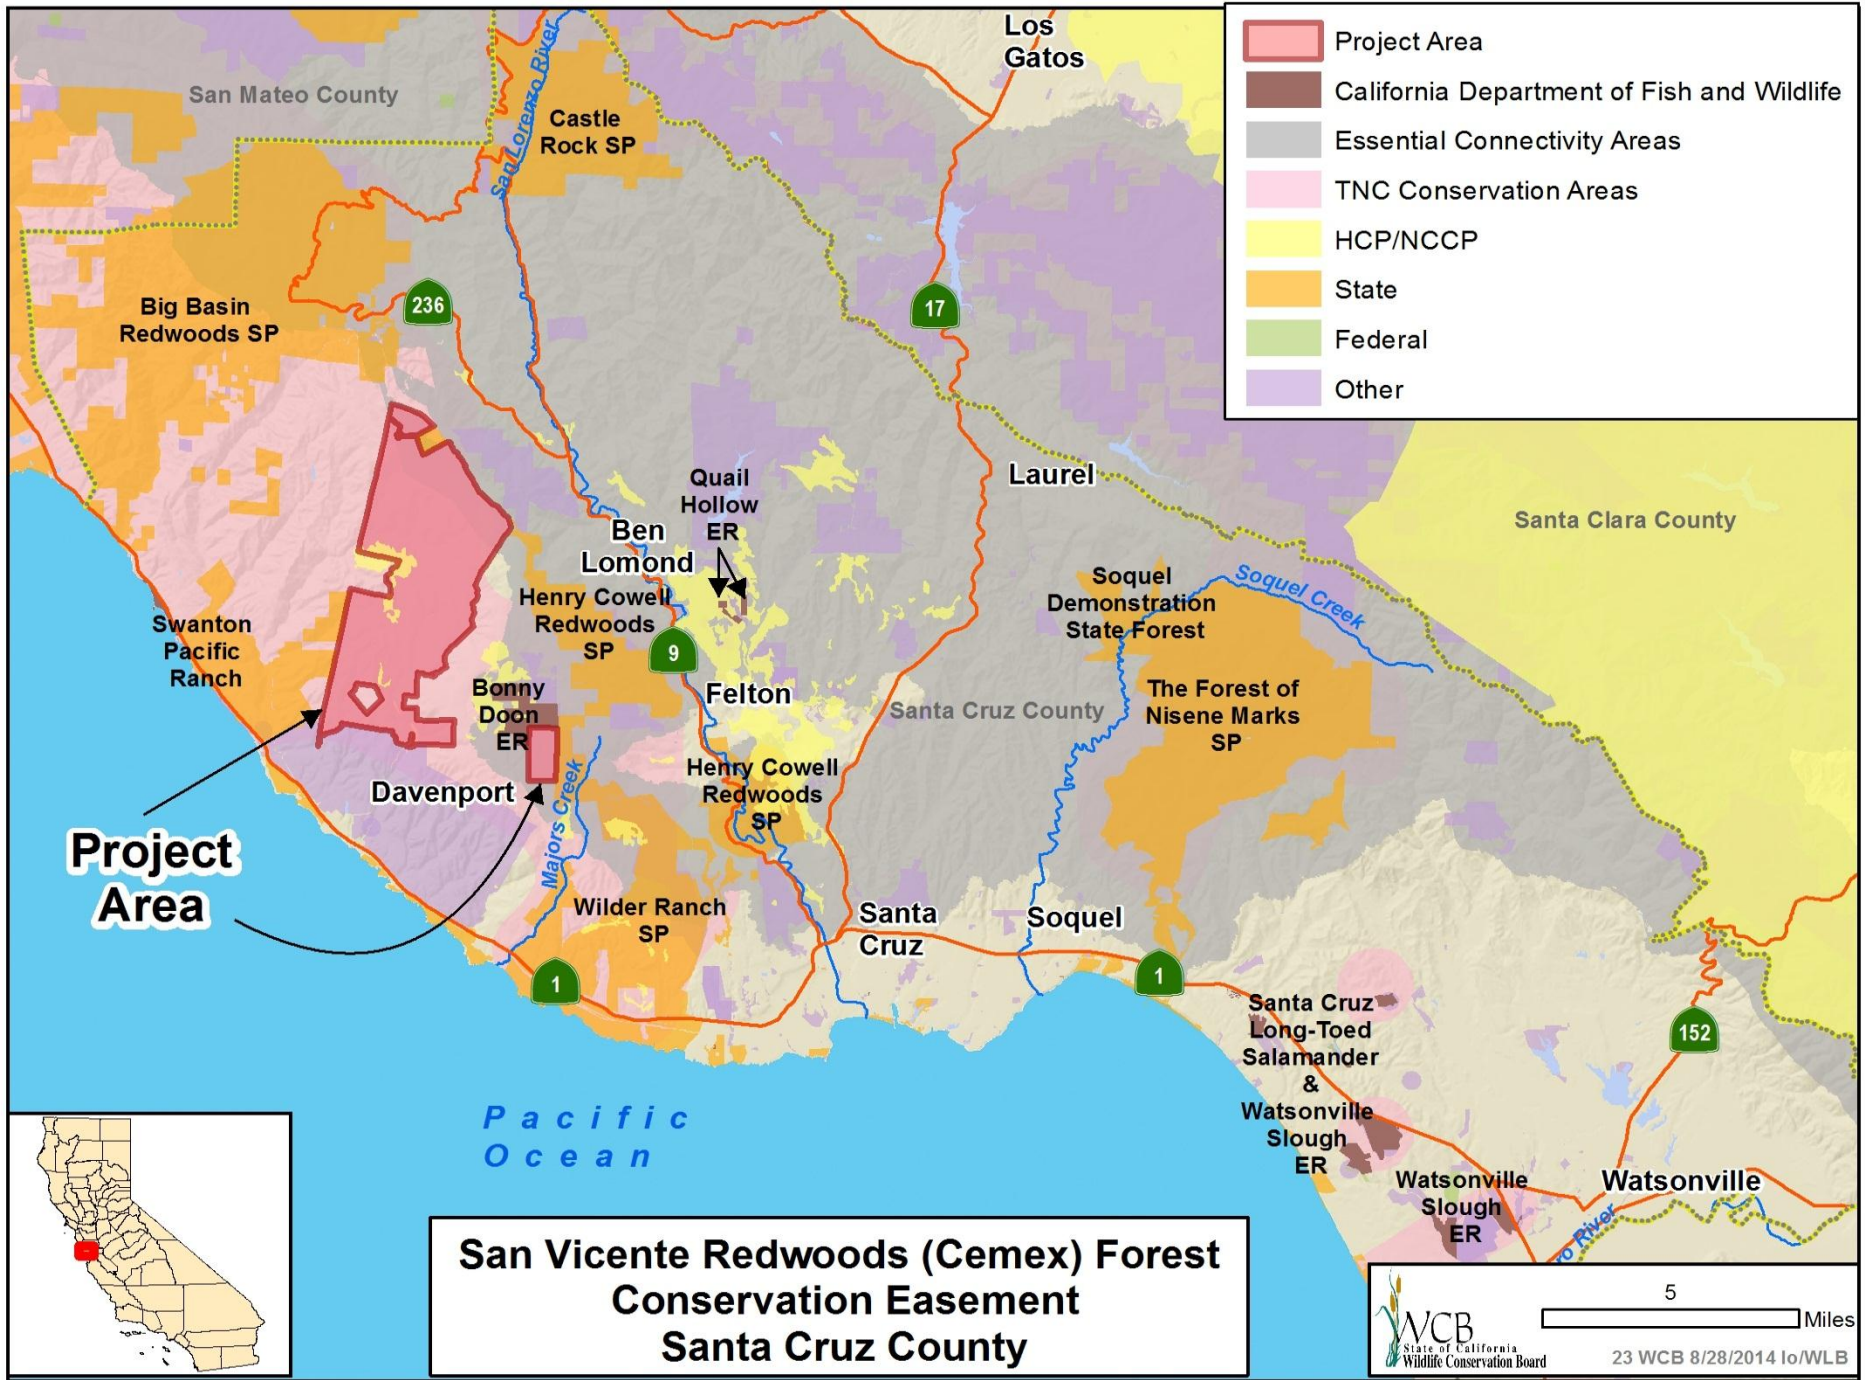 Los
Gatos
San Mateo County
Castle
Rock SP
San Lorenzo River
Project Area
California Department of Fish and Wildlife
Essential Connectivity Areas
TNC Conservation Areas
HCP/NCCP
State
Federal
Other
Big Basin
Redwoods SP
236
17
Laurel
Quail
Hollow
ER
Santa Clara County
Ben
Lomond
Henry Cowell
Redwoods
SP
Soquel
Demonstration
State Forest
Soquel Creek
Swanton
Pacific
Ranch
9
Felton
Bonny
Doon
ER
Santa Cruz County
The Forest of
Nisene Marks
SP
Henry Cowell
Redwoods
SP
Davenport
Majors Creek
Project
Area
Wilder Ranch
SP
Santa
Cruz
Soquel
1
1
Santa Cruz
Long-Toed
Salamander
&
Watsonville
Slough
ER
152
Pacific
Ocean
Watsonville
Slough
ER
Watsonville
ro River
San Vicente Redwoods (Cemex) Forest
Conservation Easement
Santa Cruz County
WCB
State of California
Wildlife Conservation Board
5
Miles
23 WCB 8/28/2014 lo/WLB